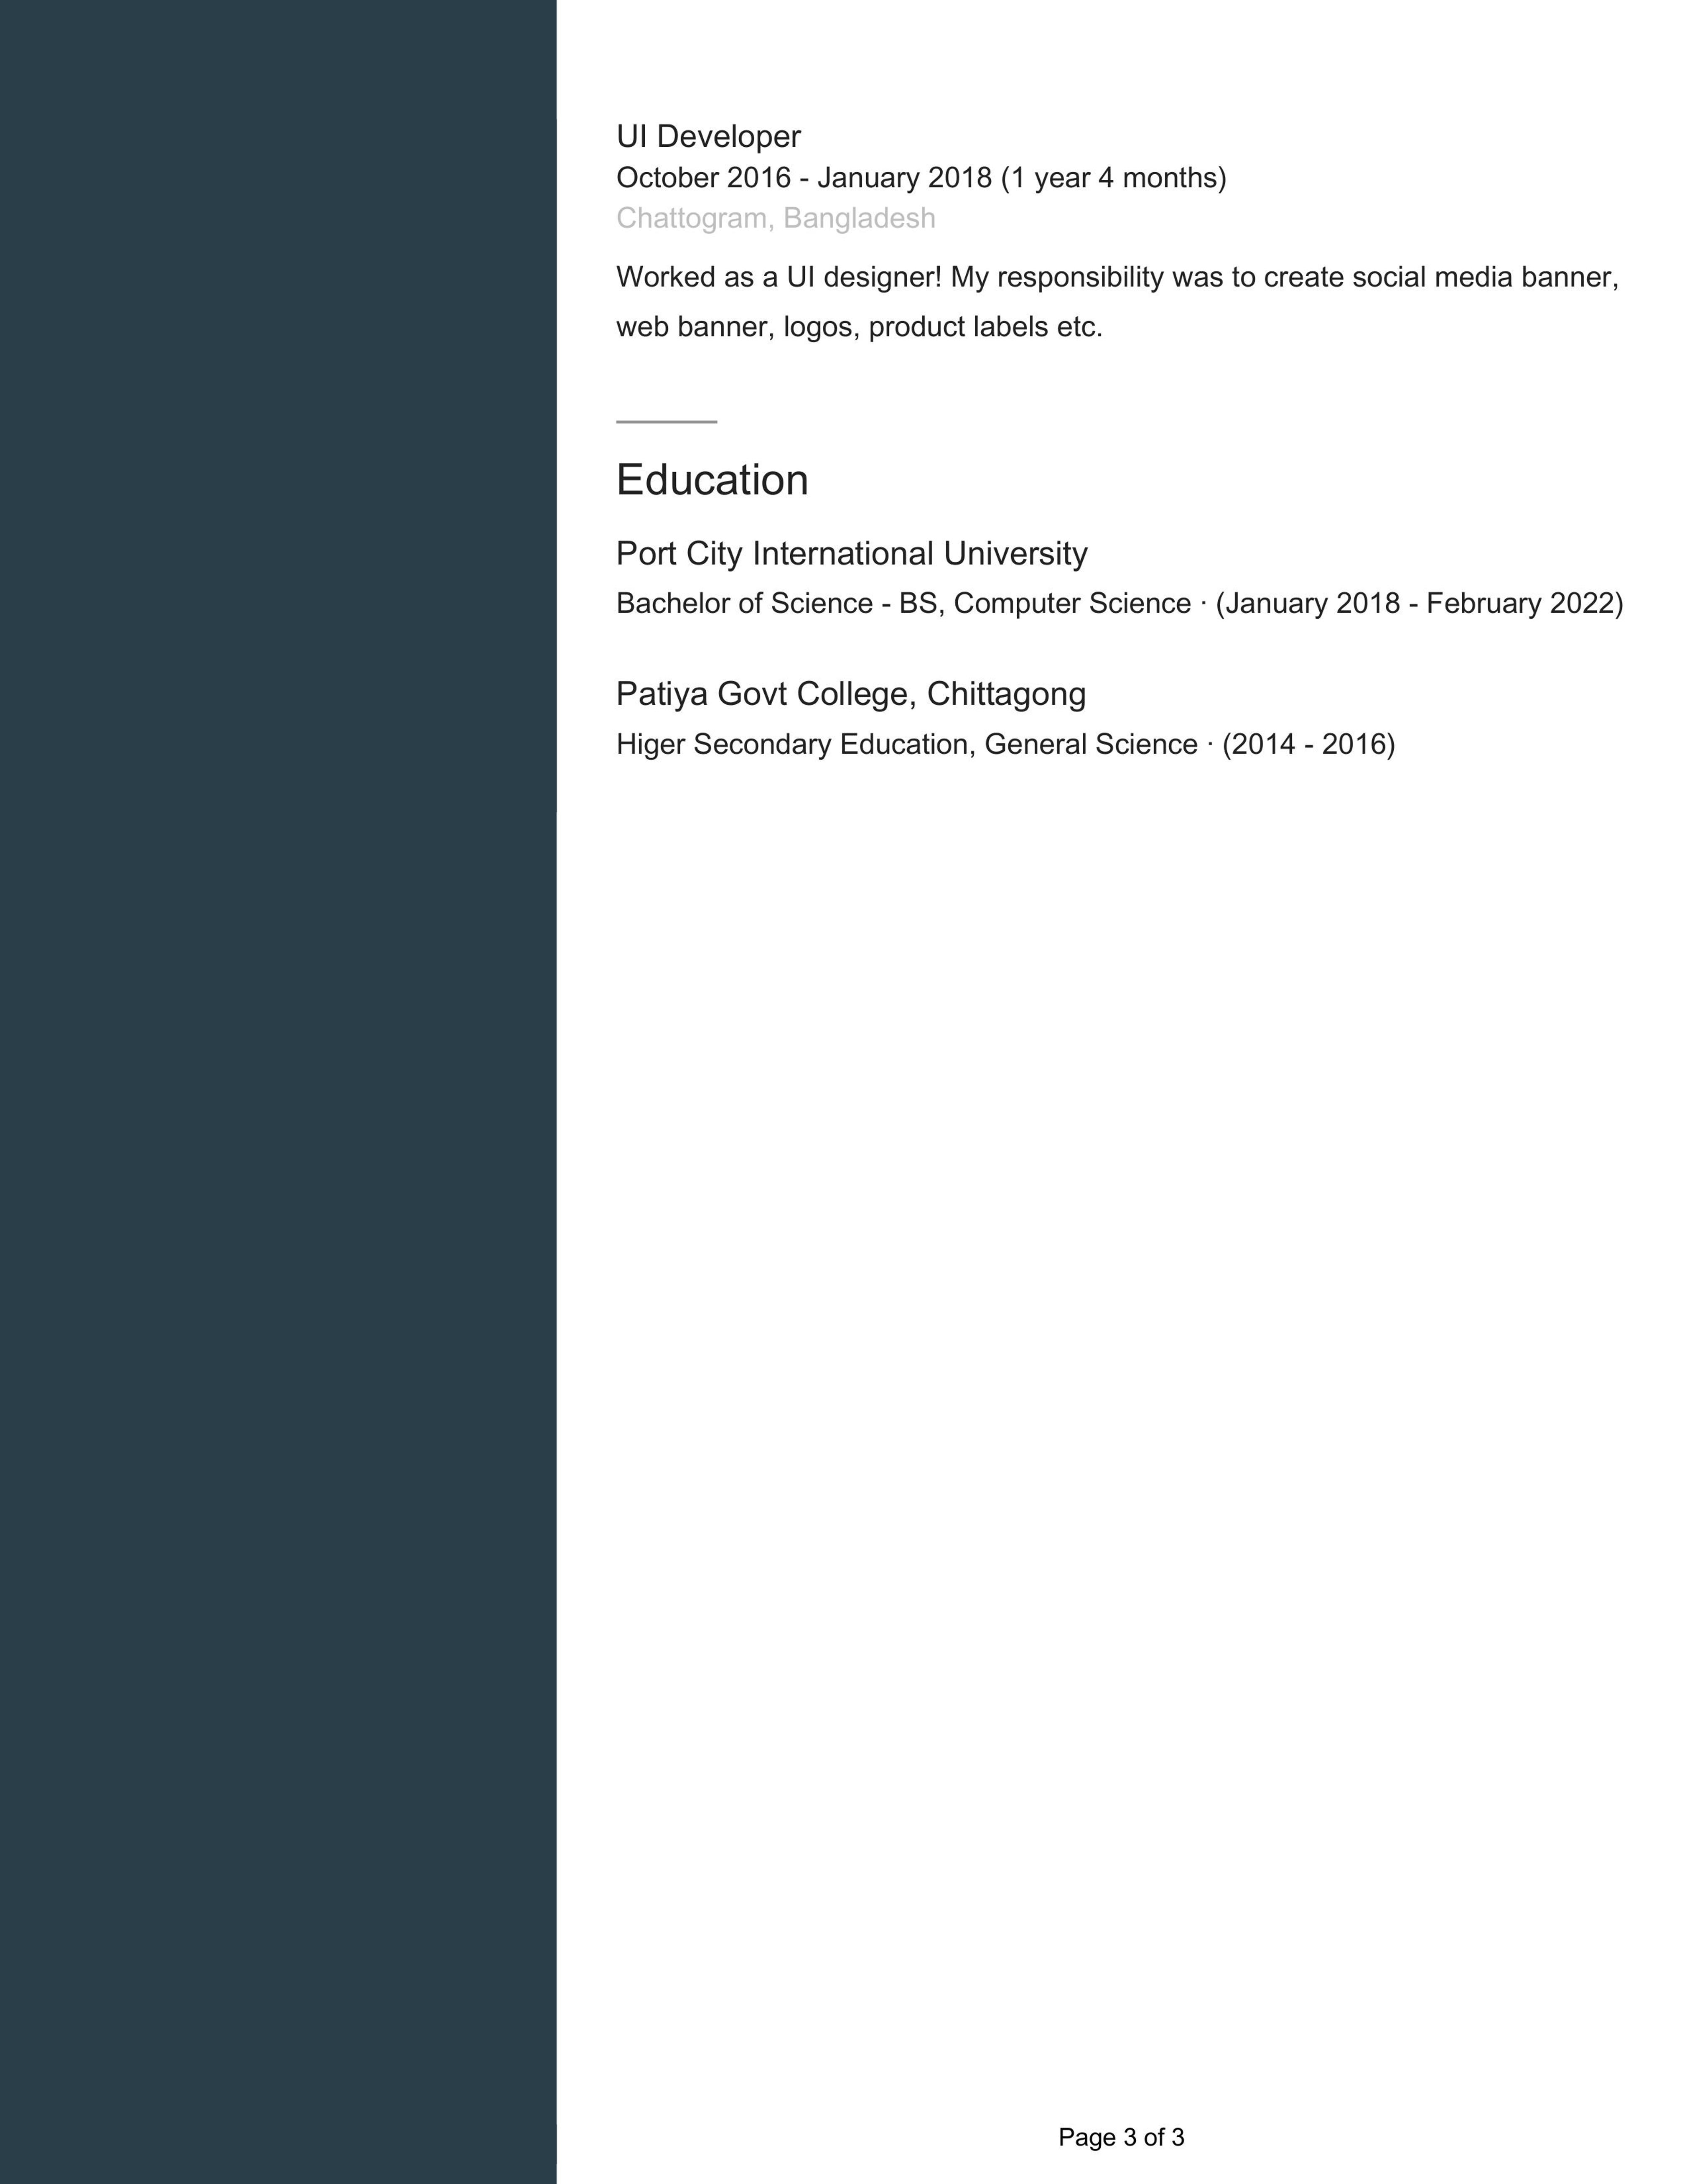 UI Developer
October 2016 - January 2018 (1 year 4 months)
Chattogram, Bangladesh
Worked as a UI designer! My responsibility was to create social media banner,
web banner, logos, product labels etc.
Education
Port City International University
Bachelor of Science - BS, Computer Science · (January 2018 - February 2022)
Patiya Govt College, Chittagong
Higer Secondary Education, General Science · (2014 - 2016)
Page 3 of 3